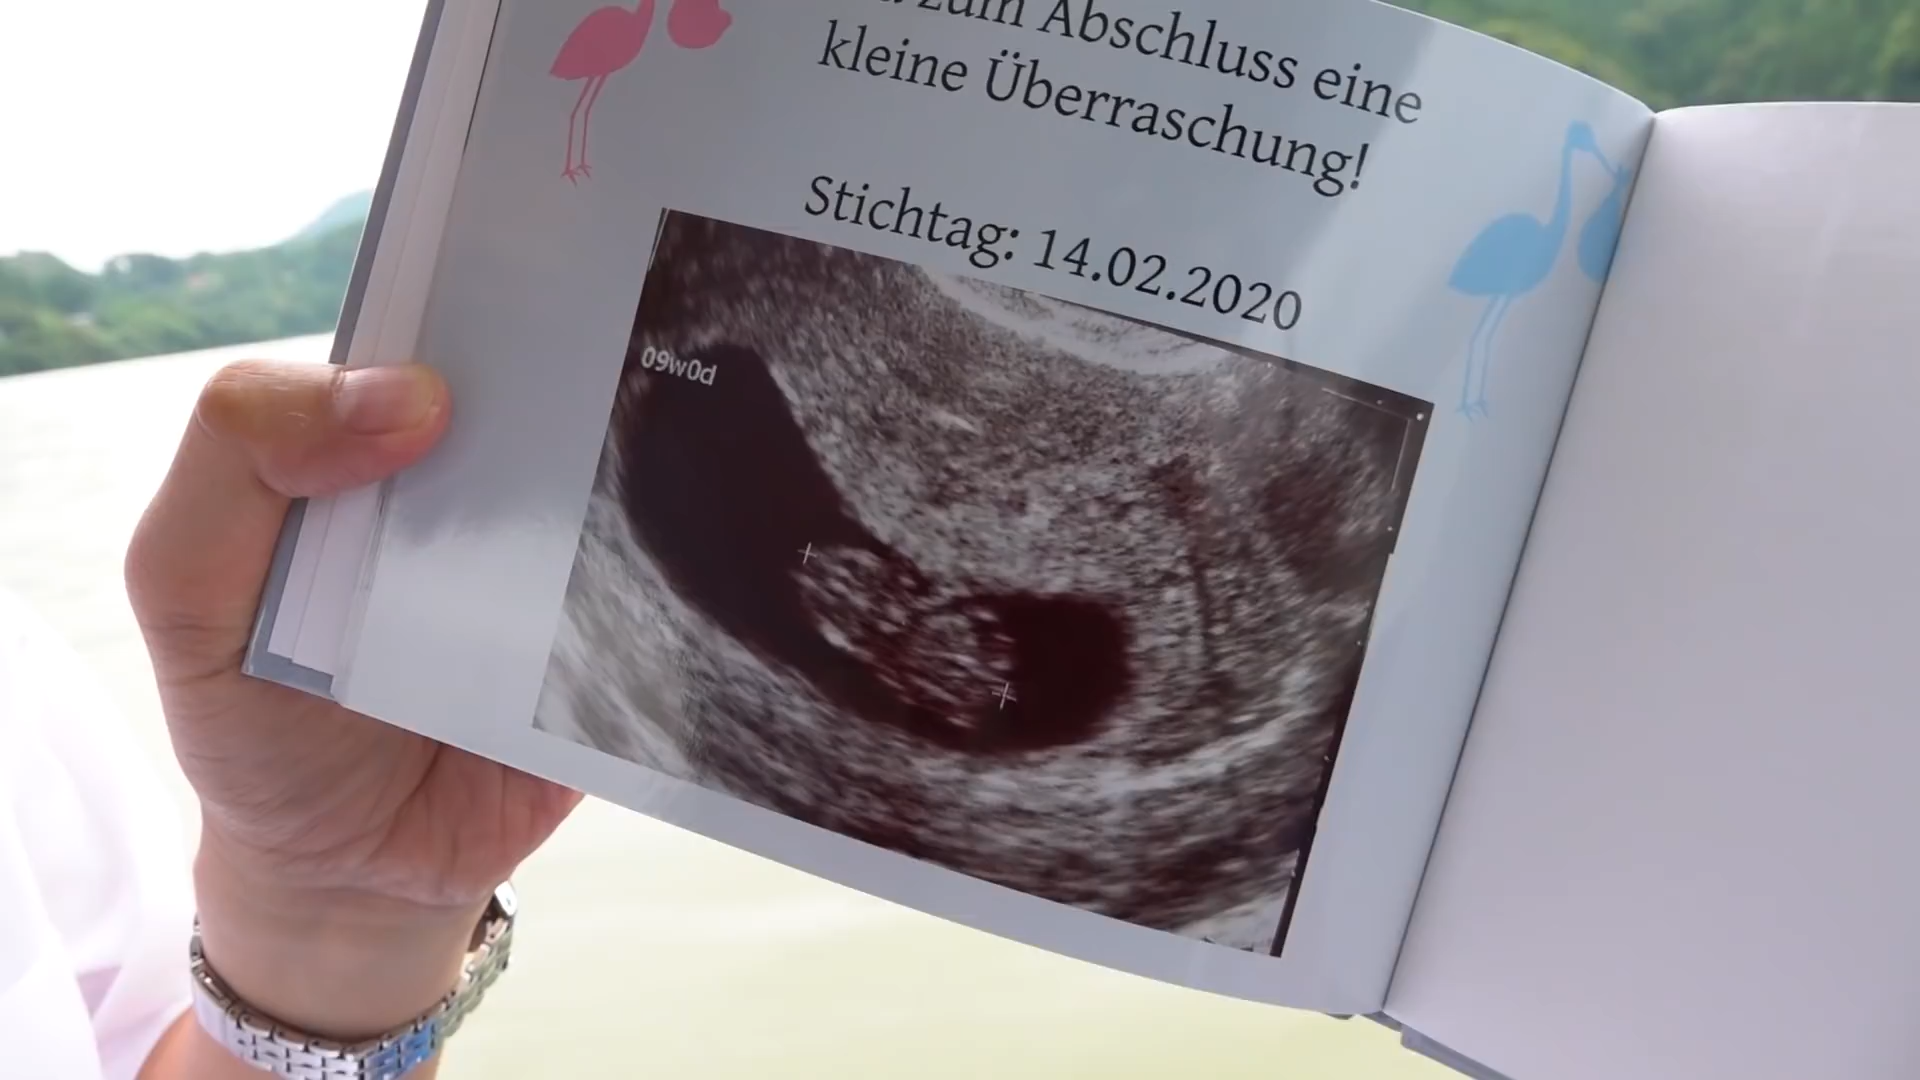 zum Abschluss eine
kleine Überraschung!
Stichtag: 14.02.2020
09w0d